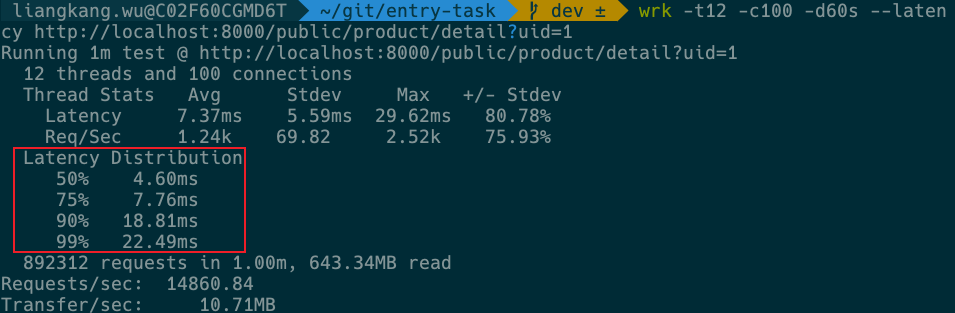 liangkang.wu@C02F60CGMD6T ~/git/entry-task dev ± wrk -t12 -c100 -d60s --laten
cy http://localhost:8000/public/product/detail?uid=1
Running 1m test @ http://localhost:8000/public/product/detail?uid=1
12 threads and 100 connections
Thread Stats Avg Stdev Max +/- Stdev
Latency 7.37ms 5.59ms 29.62ms 80.78%
Req/Sec 1.24k 69.82 2.52k 75.93%
Latency Distribution
50% 4.60ms
75% 7.76ms
90% 18.81ms
99% 22.49ms
892312 requests in 1.00m, 643.34MB read
Requests/sec: 14860.84
Transfer/sec: 10.71MB